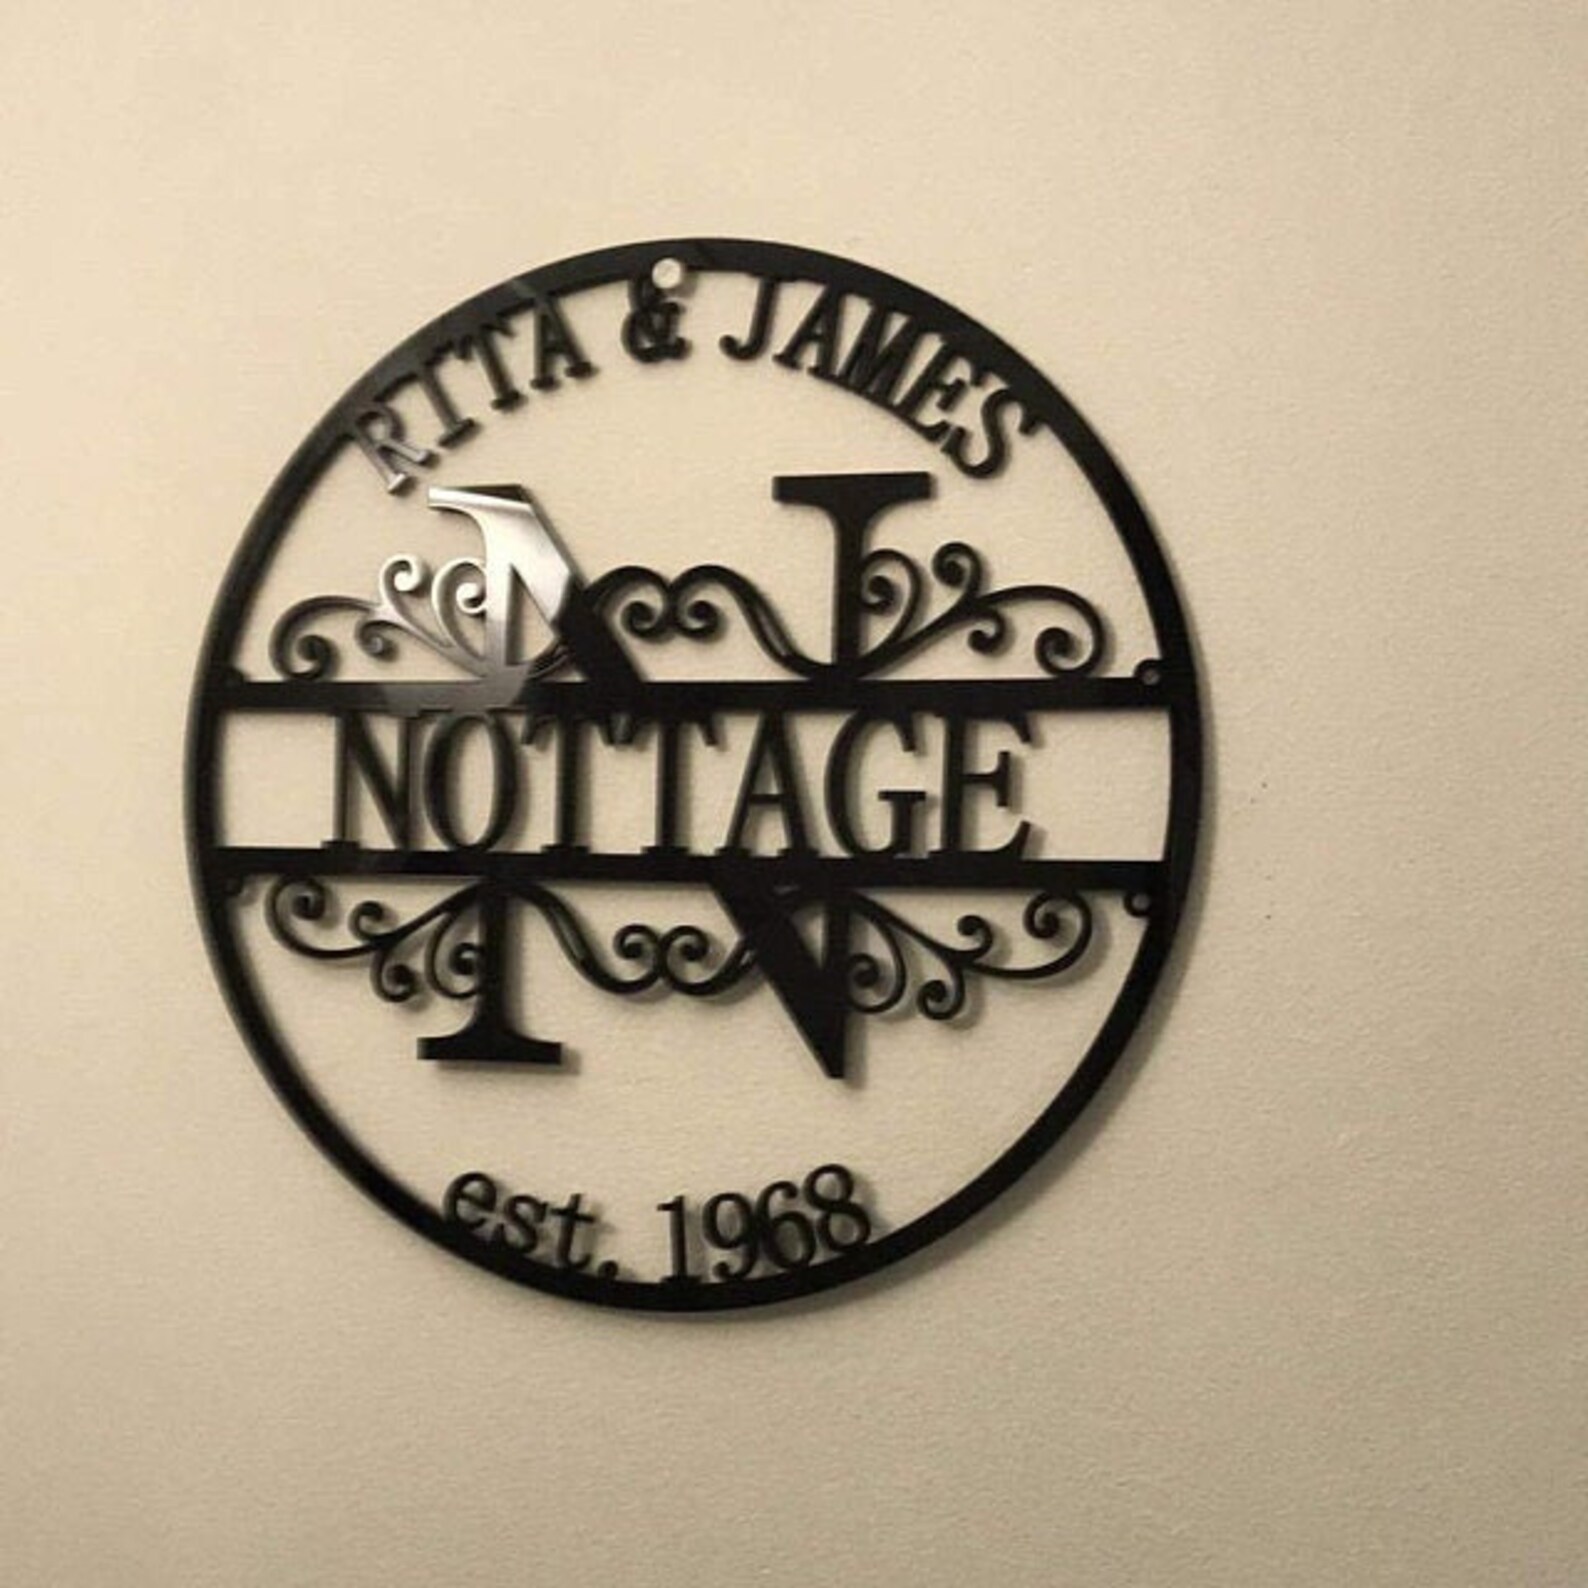 RITA & JAMES
N
NOTTAGE
est. 1968